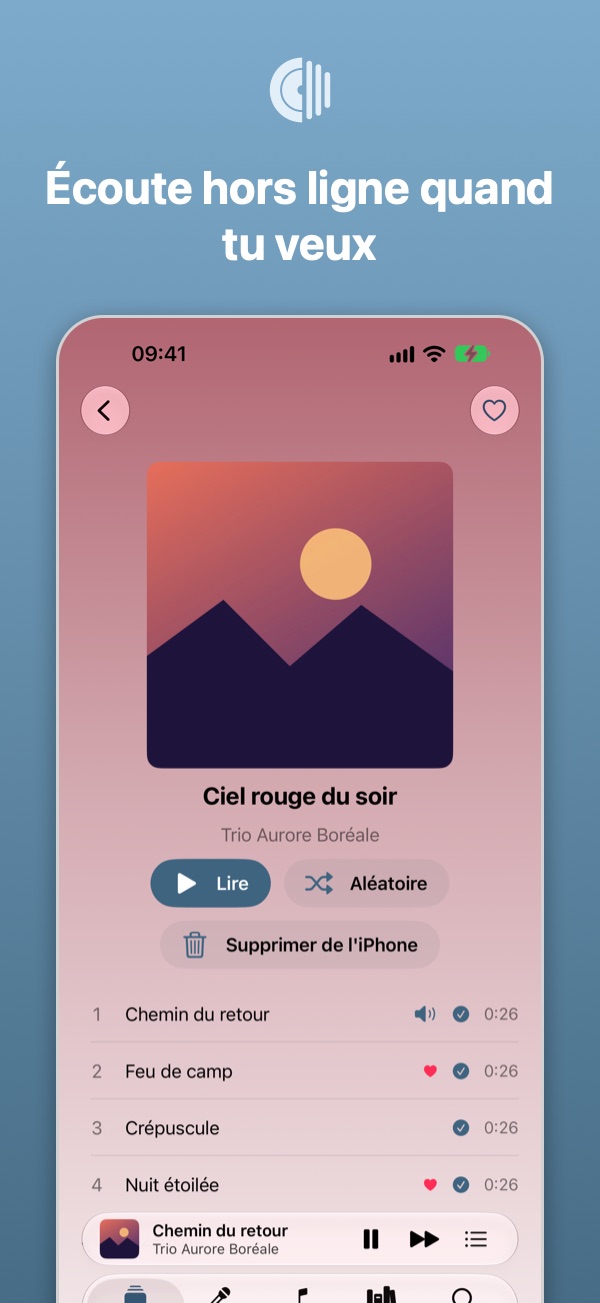 Écoute hors ligne quand
tu veux
09:41
Ciel rouge du soir
Trio Aurore Boréale
Lire
Aléatoire
Supprimer de l'iPhone
1 Chemin du retour 0:26
2 Feu de camp 0:26
3 Crépuscule 0:26
4 Nuit étoilée 0:26
Chemin du retour
Trio Aurore Boréale